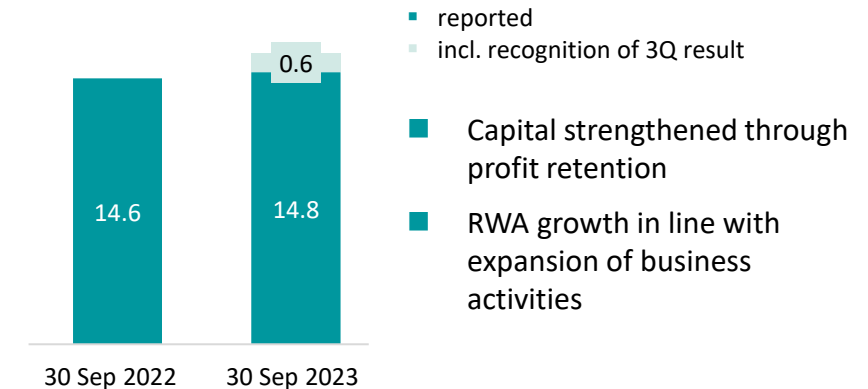 reported
incl. recognition of 3Q result
0.6
14.6
14.8
30 Sep 2022
30 Sep 2023
Capital strengthened through
profit retention
RWA growth in line with
expansion of business
activities